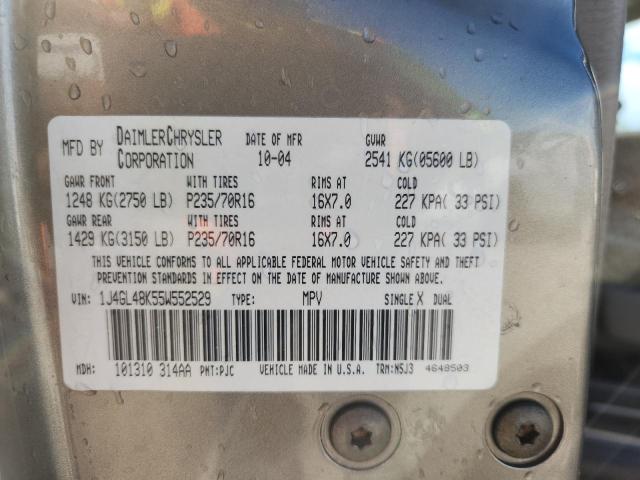 MFD BY DAIMLERCHRYSLER CORPORATION DATE OF MFR 10-04 GVWR 2541 KG(05600 LB)
GAWR FRONT WITH TIRES RIMS AT COLD
1248 KG(2750 LB) P235/70R16 16X7.0 227 KPA( 33 PSI)
GAWR REAR WITH TIRES RIMS AT COLD
1429 KG(3150 LB) P235/70R16 16X7.0 227 KPA( 33 PSI)
THIS VEHICLE CONFORMS TO ALL APPLICABLE FEDERAL MOTOR VEHICLE SAFETY AND THEFT
PREVENTION STANDARDS IN EFFECT ON THE DATE OF MANUFACTURE SHOWN ABOVE.
VIN: 1J4GL48K55W552529 TYPE: MPV SINGLE X DUAL
MDH: 101310 314AA PNT:PJC VEHICLE MADE IN U.S.A. TRM:N5J3 4648503